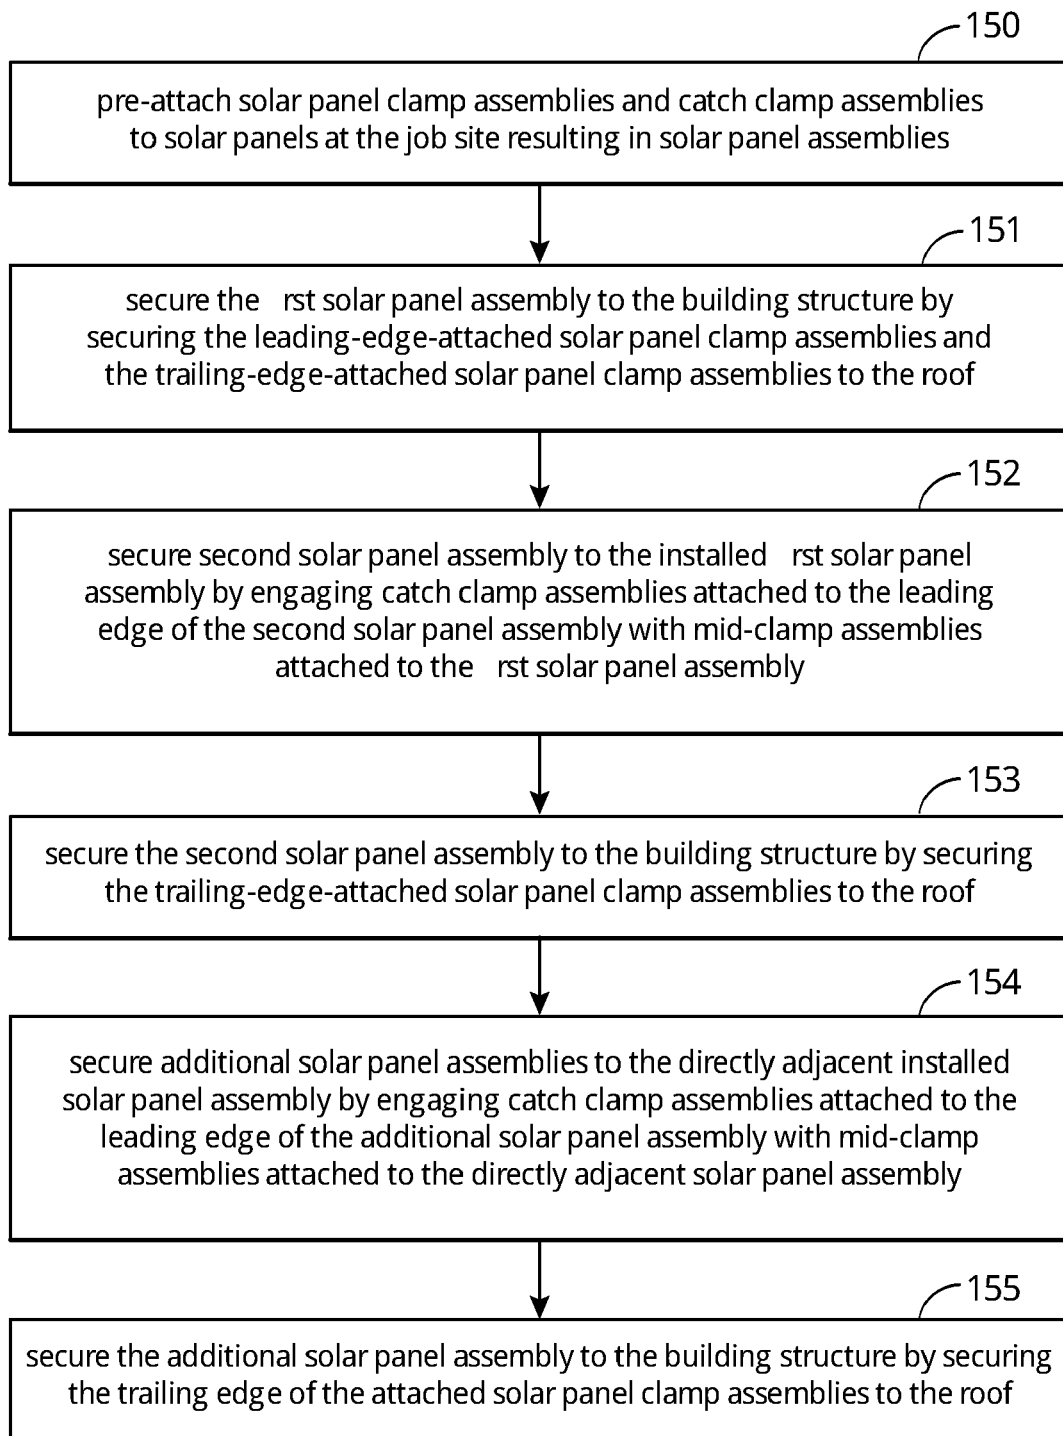 150
pre-attach solar panel clamp assemblies and catch clamp assemblies
to solar panels at the job site resulting in solar panel assemblies
151
secure the rst solar panel assembly to the building structure by
securing the leading-edge-attached solar panel clamp assemblies and
the trailing-edge-attached solar panel clamp assemblies to the roof
152
secure second solar panel assembly to the installed rst solar panel
assembly by engaging catch clamp assemblies attached to the leading
edge of the second solar panel assembly with mid-clamp assemblies
attached to the rst solar panel assembly
153
secure the second solar panel assembly to the building structure by securing
the trailing-edge-attached solar panel clamp assemblies to the roof
154
secure additional solar panel assemblies to the directly adjacent installed
solar panel assembly by engaging catch clamp assemblies attached to the
leading edge of the additional solar panel assembly with mid-clamp
assemblies attached to the directly adjacent solar panel assembly
155
secure the additional solar panel assembly to the building structure by securing
the trailing edge of the attached solar panel clamp assemblies to the roof